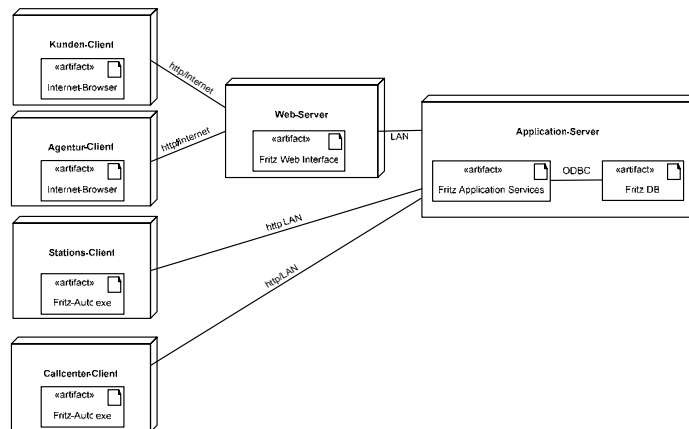 Kunden-Client
«artifact»
Internet-Browser
http/Internet
Agentur-Client
«artifact»
Internet-Browser
http/Internet
Web-Server
«artifact»
Fritz Web Interface
LAN
Application-Server
«artifact»
Fritz Application Services
ODBC
«artifact»
Fritz DB
Stations-Client
«artifact»
Fritz-Auto exe
http LAN
Callcenter-Client
«artifact»
Fritz-Auto exe
http/LAN